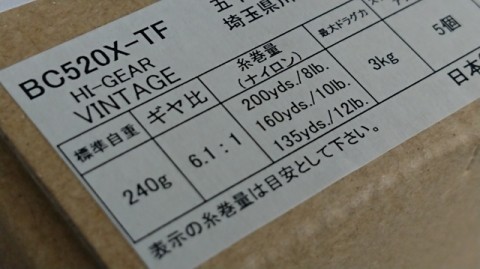 五十
埼玉県川
BC520X-TF
HI-GEAR
VINTAGE
標準自重 ギヤ比 糸巻量(ナイロン) 最大ドラグ力
240g 6.1:1 200yds./8lb. 3kg 5個
160yds./10lb.
135yds./12lb.
日本
表示の糸巻量は目安として下さい。